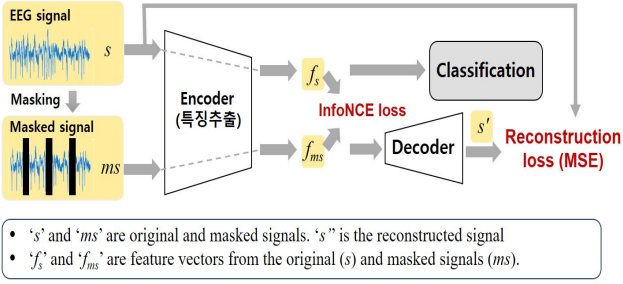 EEG signal
s
Masking
Masked signal
ms
Encoder
(특징추출)
fs
fms
InfoNCE loss
Classification
Decoder
s'
Reconstruction
loss (MSE)
• ‘s’ and ‘ms’ are original and masked signals. ‘s’’ is the reconstructed signal
• ‘fs’ and ‘fms’ are feature vectors from the original (s) and masked signals (ms).